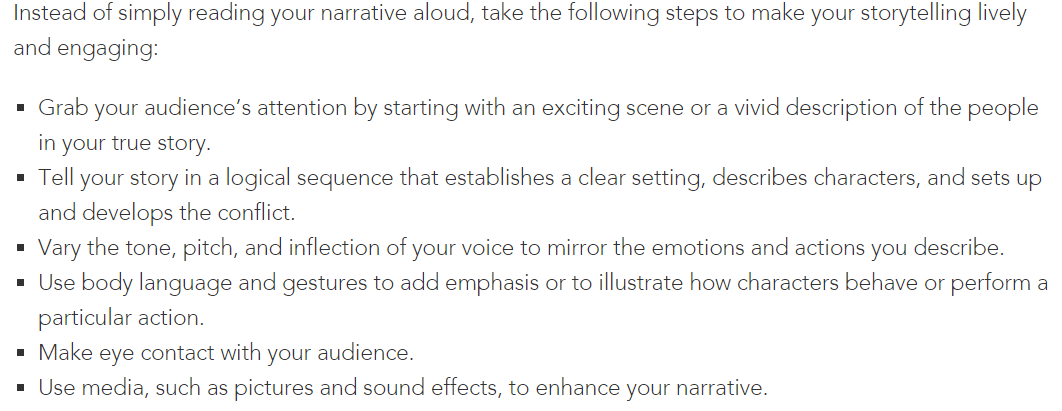 Instead of simply reading your narrative aloud, take the following steps to make your storytelling lively
and engaging:
▪ Grab your audience’s attention by starting with an exciting scene or a vivid description of the people
in your true story.
▪ Tell your story in a logical sequence that establishes a clear setting, describes characters, and sets up
and develops the conflict.
▪ Vary the tone, pitch, and inflection of your voice to mirror the emotions and actions you describe.
▪ Use body language and gestures to add emphasis or to illustrate how characters behave or perform a
particular action.
▪ Make eye contact with your audience.
▪ Use media, such as pictures and sound effects, to enhance your narrative.